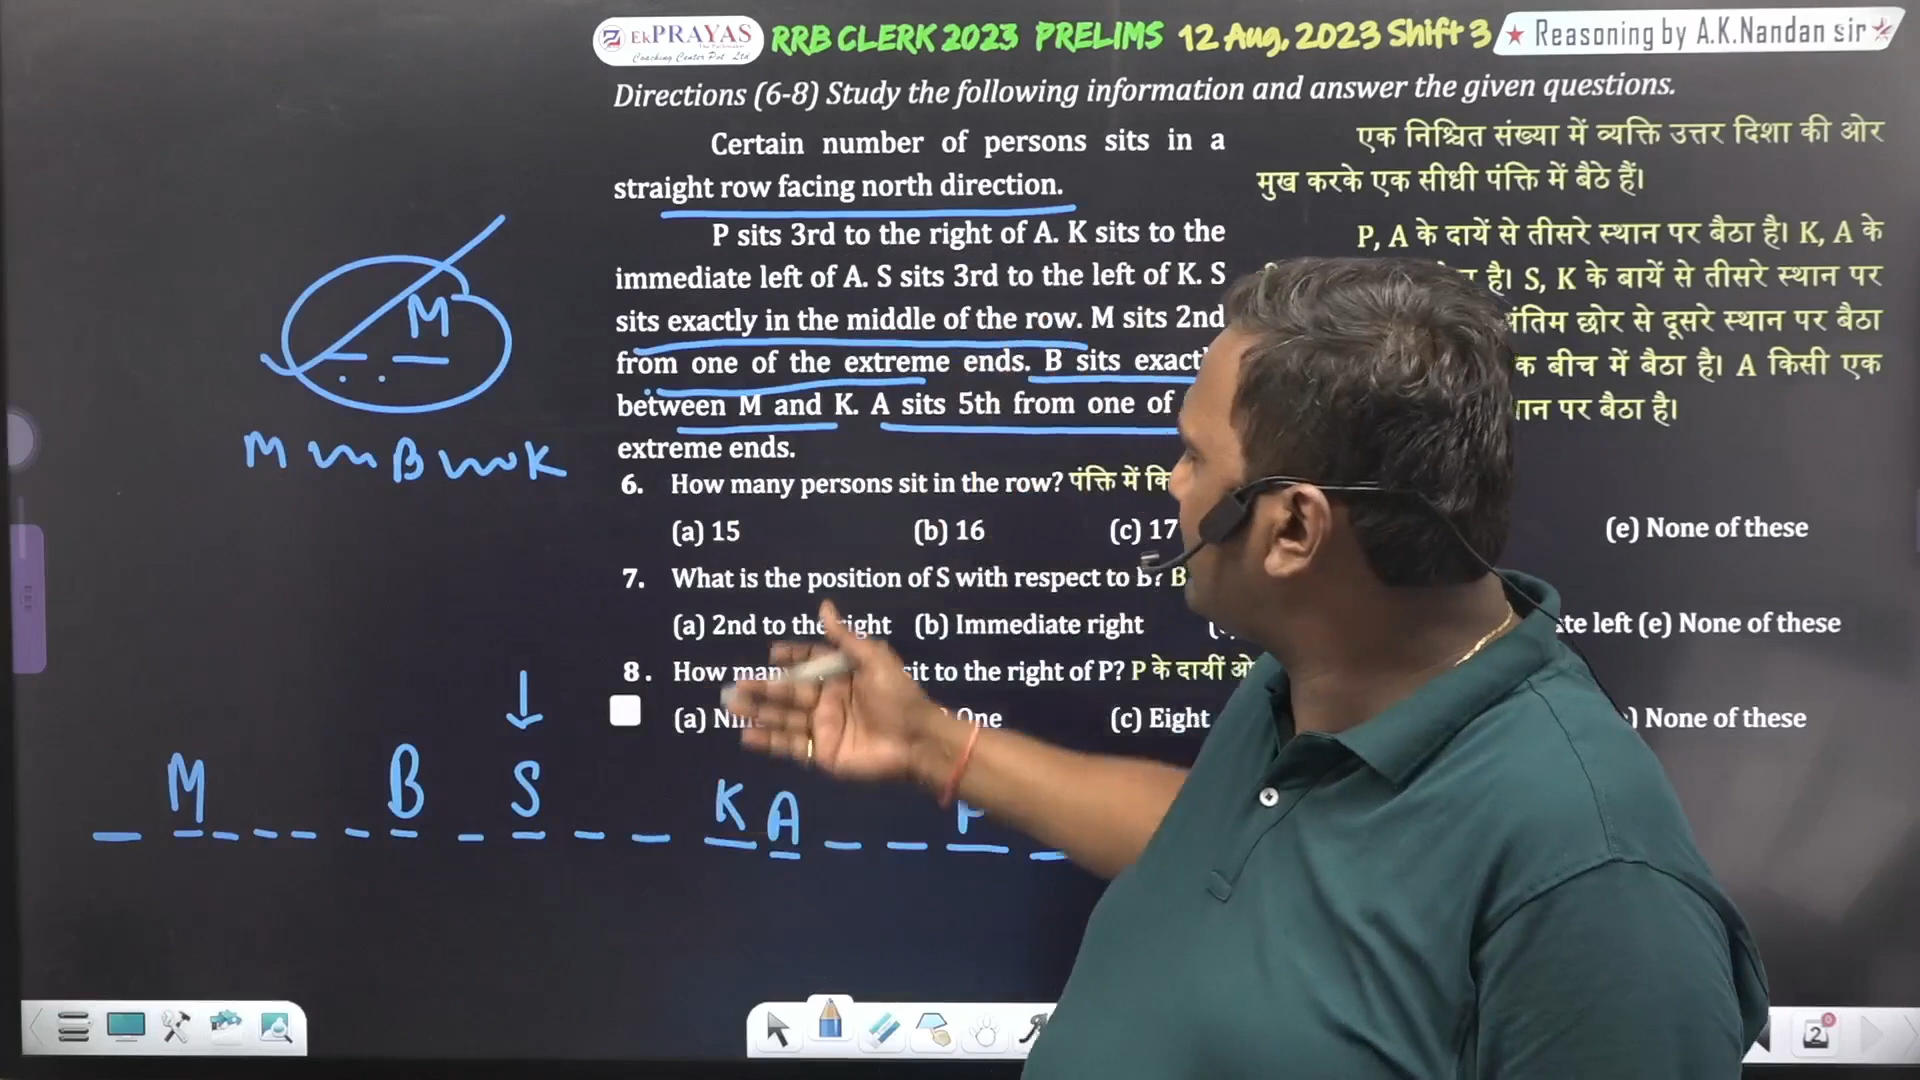 EKPRAYAS
Coaching Center Pvt Ltd
RRB CLERK 2023 PRELIMS 12 Aug, 2023 Shift 3
Reasoning by A.K.Nandan sir
Directions (6-8) Study the following information and answer the given questions.
Certain number of persons sits in a
straight row facing north direction.
P sits 3rd to the right of A. K sits to the
immediate left of A. S sits 3rd to the left of K. S
sits exactly in the middle of the row. M sits 2nd
from one of the extreme ends. B sits
between M and K. A sits 5th from one of
extreme ends.
एक निश्चित संख्या में व्यक्ति उत्तर दिशा की ओर
मुख करके एक सीधी पंक्ति में बैठे हैं।
P, A के दायें से तीसरे स्थान पर बैठा है। K, A के
है। S, K के बायें से तीसरे स्थान पर
अंतिम छोर से दूसरे स्थान पर बैठा
बीच में बैठा है। A किसी एक
पर बैठा है।
6. How many persons sit in the row? पंक्ति में
(a) 15 (b) 16 (c) 17 (e) None of these
7. What is the position of S with respect to B? B
(a) 2nd to the right (b) Immediate right left (e) None of these
8. How many sit to the right of P? P के दायीं
(a) One (c) Eight None of these
M
M B K
M B S K A
2